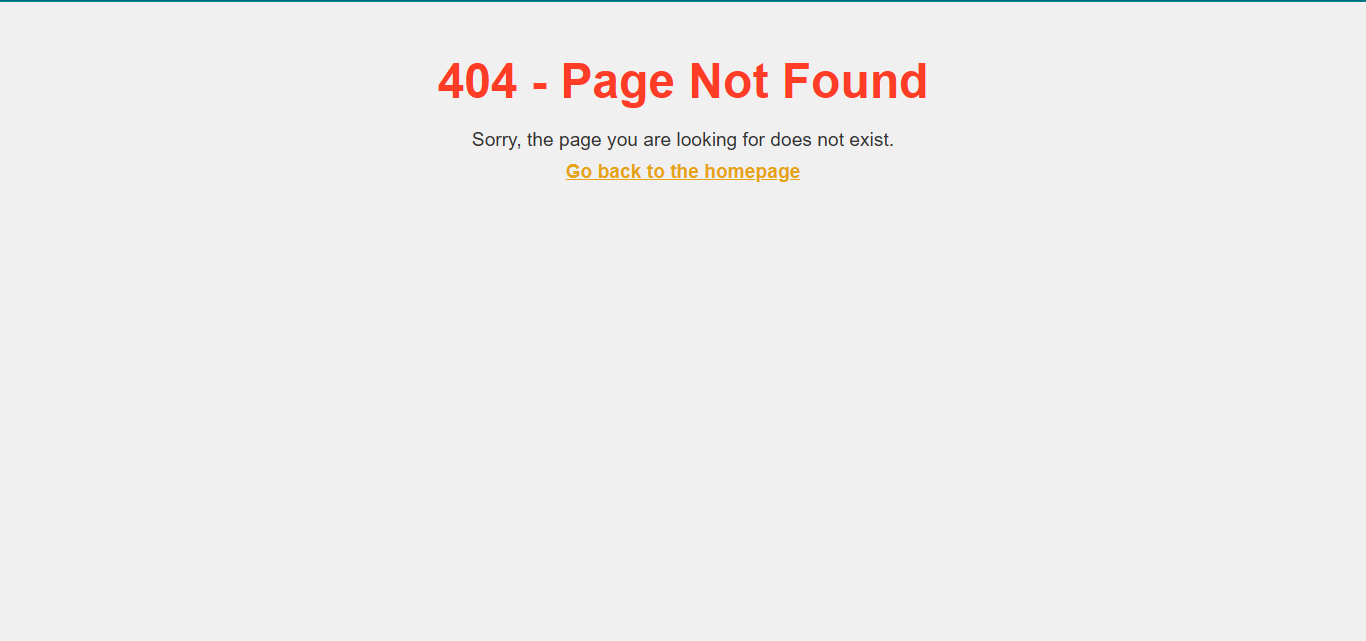 404 - Page Not Found
Sorry, the page you are looking for does not exist.
Go back to the homepage